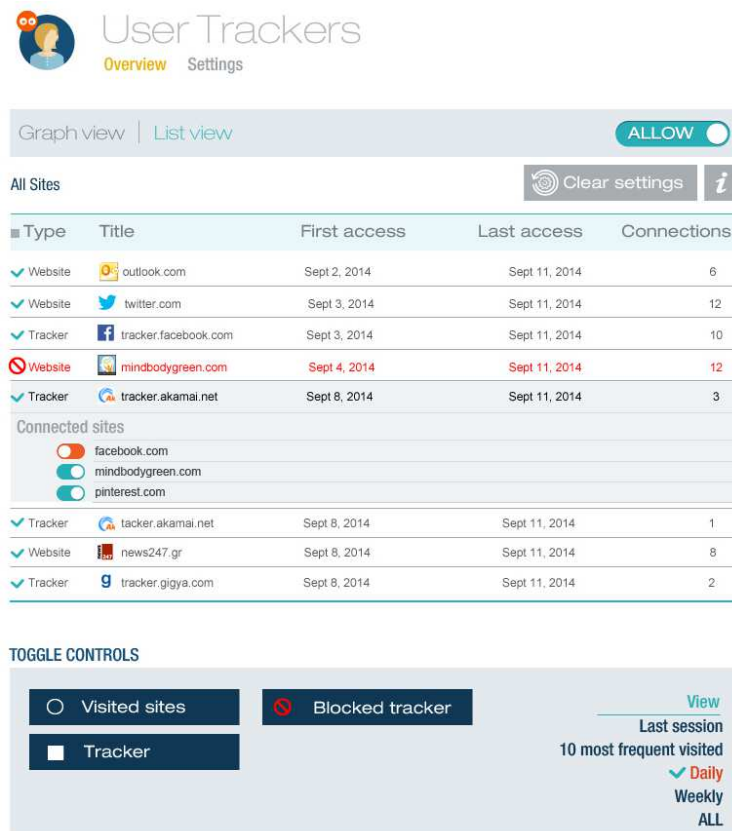 User Trackers
Overview Settings
Graph view | List view ALLOW
All Sites Clear settings i
Type Title First access Last access Connections
Website outlook.com Sept 2, 2014 Sept 11, 2014 6
Website twitter.com Sept 3, 2014 Sept 11, 2014 12
Tracker tracker.facebook.com Sept 3, 2014 Sept 11, 2014 10
Website mindbodygreen.com Sept 4, 2014 Sept 11, 2014 12
Tracker tracker.akamai.net Sept 8, 2014 Sept 11, 2014 3
Connected sites
facebook.com
mindbodygreen.com
pinterest.com
Tracker tacker.akamai.net Sept 8, 2014 Sept 11, 2014 1
Website news247.gr Sept 8, 2014 Sept 11, 2014 8
Tracker g tracker.gigya.com Sept 8, 2014 Sept 11, 2014 2
TOGGLE CONTROLS
Visited sites Blocked tracker View
Last session
Tracker 10 most frequent visited
Daily
Weekly
ALL